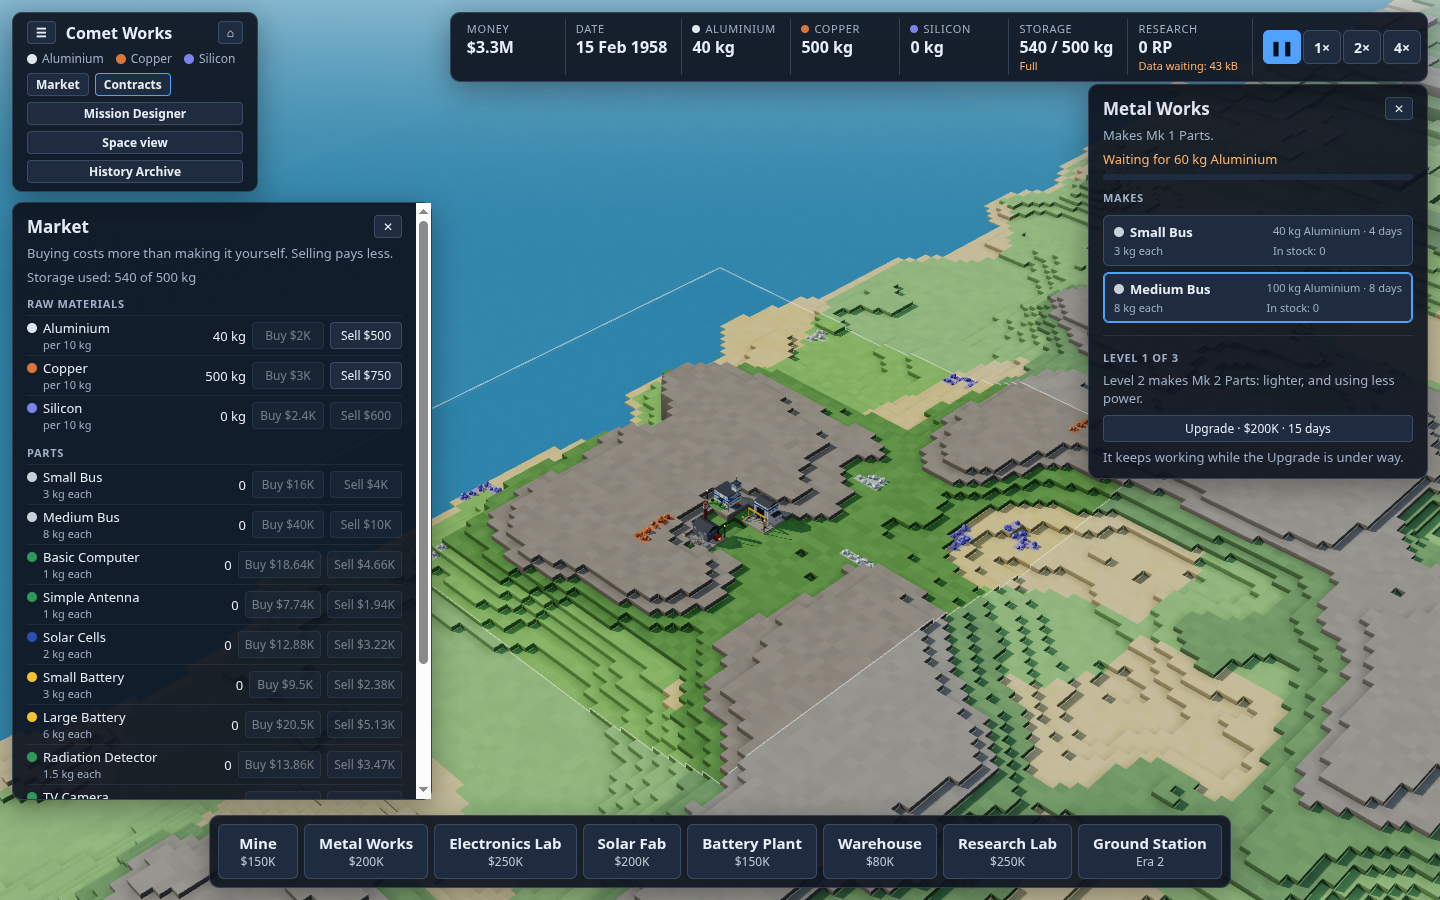 ☰ Comet Works ⌂
Aluminium Copper Silicon
Market Contracts
Mission Designer
Space view
History Archive
MONEY
$3.3M
DATE
15 Feb 1958
ALUMINIUM
40 kg
COPPER
500 kg
SILICON
0 kg
STORAGE
540 / 500 kg
Full
RESEARCH
0 RP
Data waiting: 43 kB
1× 2× 4×
Market ✕
Buying costs more than making it yourself. Selling pays less.
Storage used: 540 of 500 kg
RAW MATERIALS
Aluminium 40 kg Buy $2K Sell $500
per 10 kg
Copper 500 kg Buy $3K Sell $750
per 10 kg
Silicon 0 kg Buy $2.4K Sell $600
per 10 kg
PARTS
Small Bus 0 Buy $16K Sell $4K
3 kg each
Medium Bus 0 Buy $40K Sell $10K
8 kg each
Basic Computer 0 Buy $18.64K Sell $4.66K
1 kg each
Simple Antenna 0 Buy $7.74K Sell $1.94K
1 kg each
Solar Cells 0 Buy $12.88K Sell $3.22K
2 kg each
Small Battery 0 Buy $9.5K Sell $2.38K
3 kg each
Large Battery 0 Buy $20.5K Sell $5.13K
6 kg each
Radiation Detector 0 Buy $13.86K Sell $3.47K
1.5 kg each
TV Camera
Metal Works ✕
Makes Mk 1 Parts.
Waiting for 60 kg Aluminium
MAKES
Small Bus 40 kg Aluminium · 4 days
3 kg each In stock: 0
Medium Bus 100 kg Aluminium · 8 days
8 kg each In stock: 0
LEVEL 1 OF 3
Level 2 makes Mk 2 Parts: lighter, and using less
power.
Upgrade · $200K · 15 days
It keeps working while the Upgrade is under way.
Mine
$150K
Metal Works
$200K
Electronics Lab
$250K
Solar Fab
$200K
Battery Plant
$150K
Warehouse
$80K
Research Lab
$250K
Ground Station
Era 2